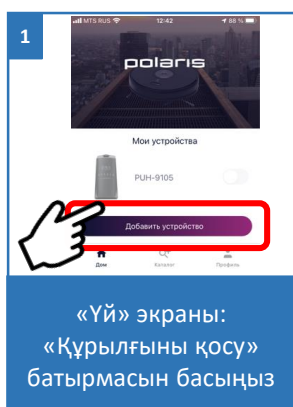 1
MTS RUS 12:42 88 %
polaris
Мои устройства
PUH-9105
Добавить устройство
Дом Каталог Профиль
«Үй» экраны:
«Құрылғыны қосу»
батырмасын басыңыз